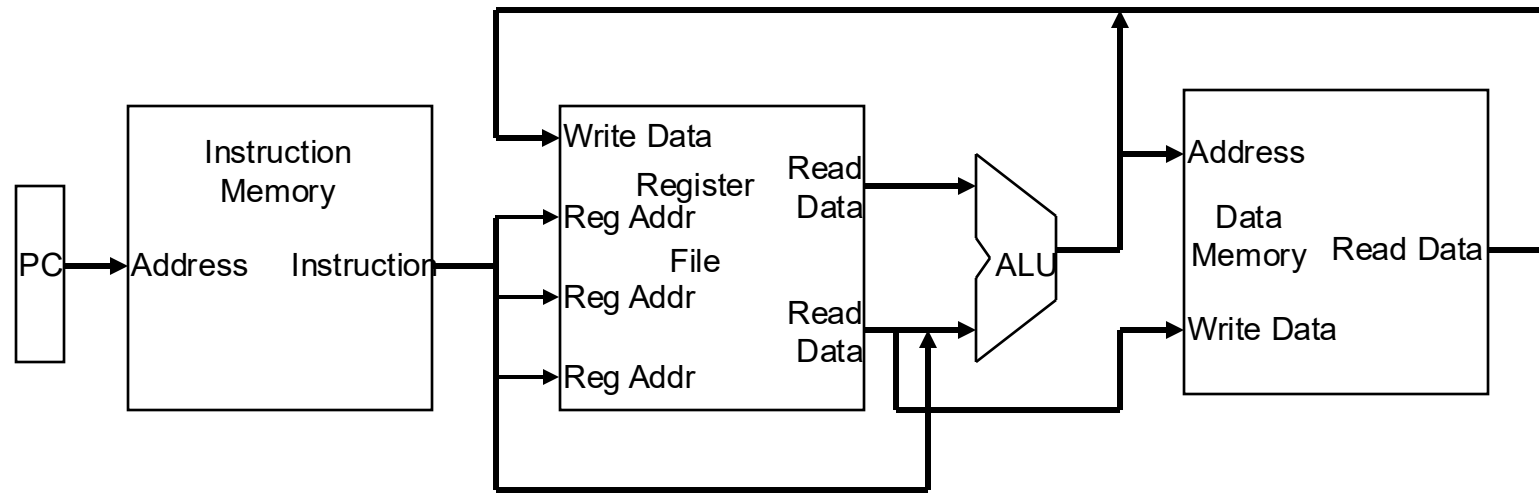 PC
Instruction
Memory
Address
Instruction
Write Data
Register
File
Reg Addr
Reg Addr
Reg Addr
Read
Data
Read
Data
ALU
Address
Data
Memory
Read Data
Write Data